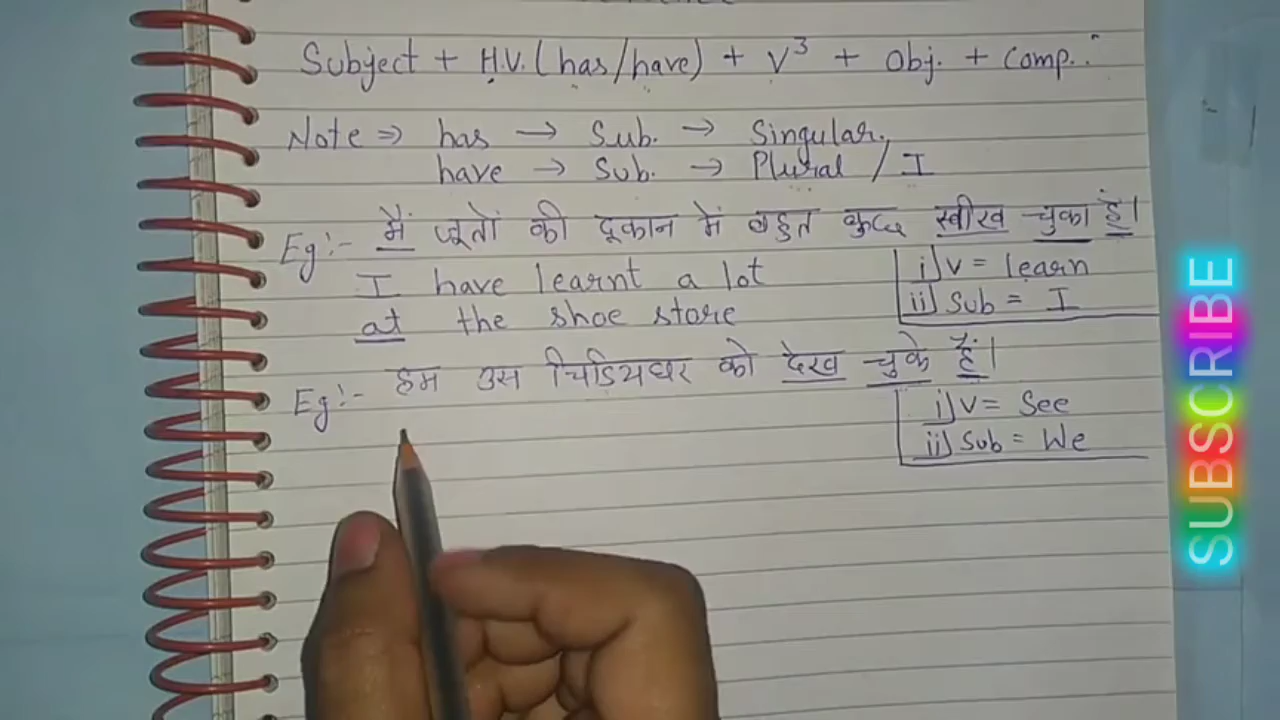 Subject + H.V. (has/have) + V³ + Obj. + Comp..
Note ⇒ has → Sub. → Singular.
have → Sub. → Plural / I
Eg:- मैं जूतों की दूकान में बहुत कुछ सीख चुका हूँ।
I have learnt a lot
at the shoe store
i) V = learn
ii) Sub = I
Eg:- हम उस चिडियघर को देख चुके हैं।
i) V = See
ii) Sub = We
SUBSCRIBE